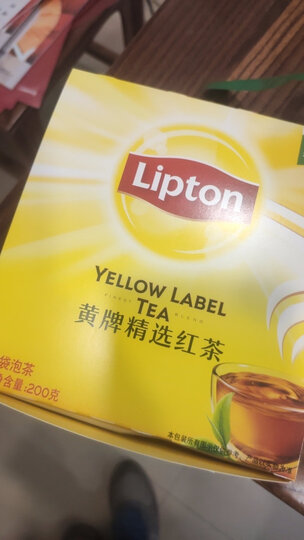 Lipton
YELLOW LABEL
FINEST BLEND
TEA
黄牌精选红茶
袋泡茶
净含量:200克